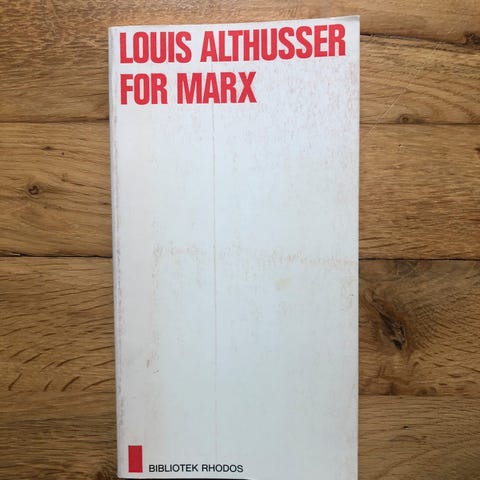 LOUIS ALTHUSSER
FOR MARX
BIBLIOTEK RHODOS